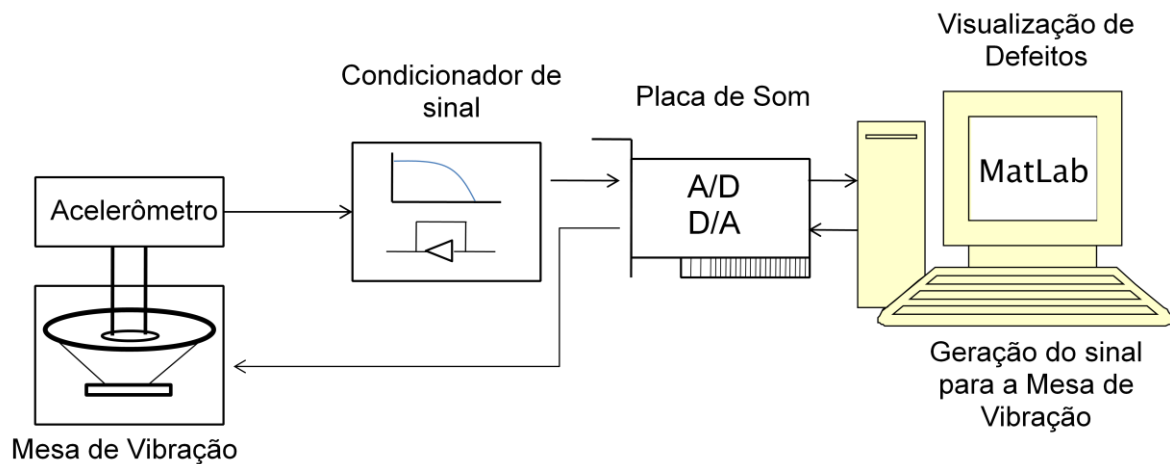 Visualização de
Defeitos
Condicionador de
sinal
Placa de Som
MatLab
A/D
D/A
Acelerômetro
Geração do sinal
para a Mesa de
Vibração
Mesa de Vibração